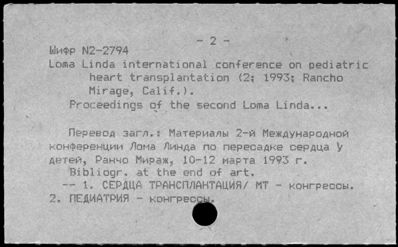 - 2 -
Шифр N2-2794
Loma Linda international conference on pediatric
heart transplantation (2; 1993; Rancho
Mirage, Calif.).
Proceedings of the second Loma Linda...
Перевод загл.: Материалы 2-й Международной
конференции Лома Линда по пересадке сердца у
детей, Ранчо Мираж, 10-12 марта 1993 г.
Bibliogr. at the end of art.
-- 1. СЕРДЦА ТРАНСПЛАНТАЦИЯ/ МТ - конгрессы.
2. ПЕДИАТРИЯ - конгрессы.